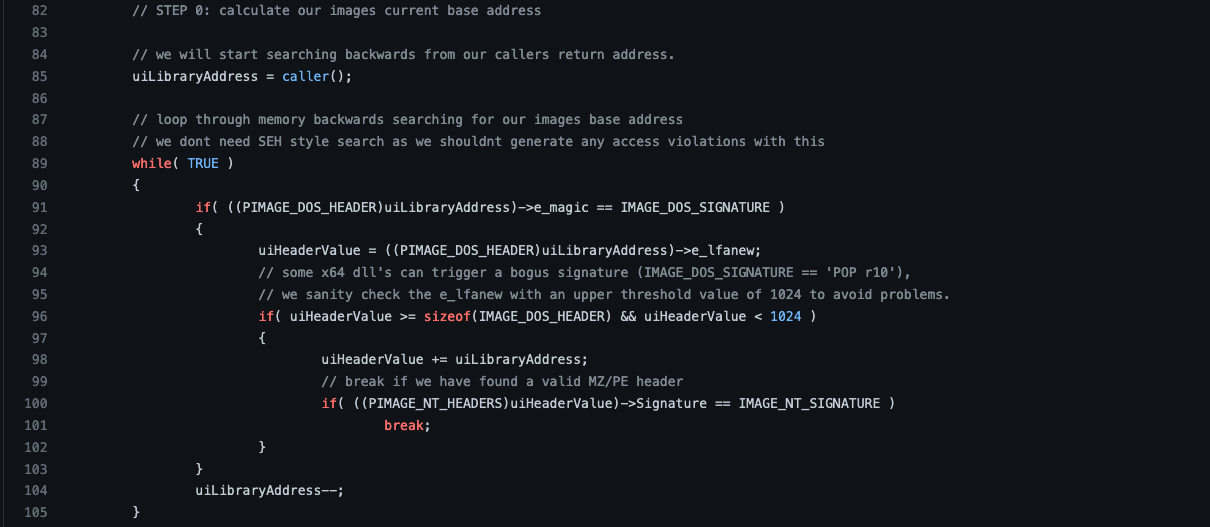 82 // STEP 0: calculate our images current base address
83
84 // we will start searching backwards from our callers return address.
85 uiLibraryAddress = caller();
86
87 // loop through memory backwards searching for our images base address
88 // we dont need SEH style search as we shouldnt generate any access violations with this
89 while( TRUE )
90 {
91 if( ((PIMAGE_DOS_HEADER)uiLibraryAddress)->e_magic == IMAGE_DOS_SIGNATURE )
92 {
93 uiHeaderValue = ((PIMAGE_DOS_HEADER)uiLibraryAddress)->e_lfanew;
94 // some x64 dll's can trigger a bogus signature (IMAGE_DOS_SIGNATURE == 'POP r10'),
95 // we sanity check the e_lfanew with an upper threshold value of 1024 to avoid problems.
96 if( uiHeaderValue >= sizeof(IMAGE_DOS_HEADER) && uiHeaderValue < 1024 )
97 {
98 uiHeaderValue += uiLibraryAddress;
99 // break if we have found a valid MZ/PE header
100 if( ((PIMAGE_NT_HEADERS)uiHeaderValue)->Signature == IMAGE_NT_SIGNATURE )
101 break;
102 }
103 }
104 uiLibraryAddress--;
105 }